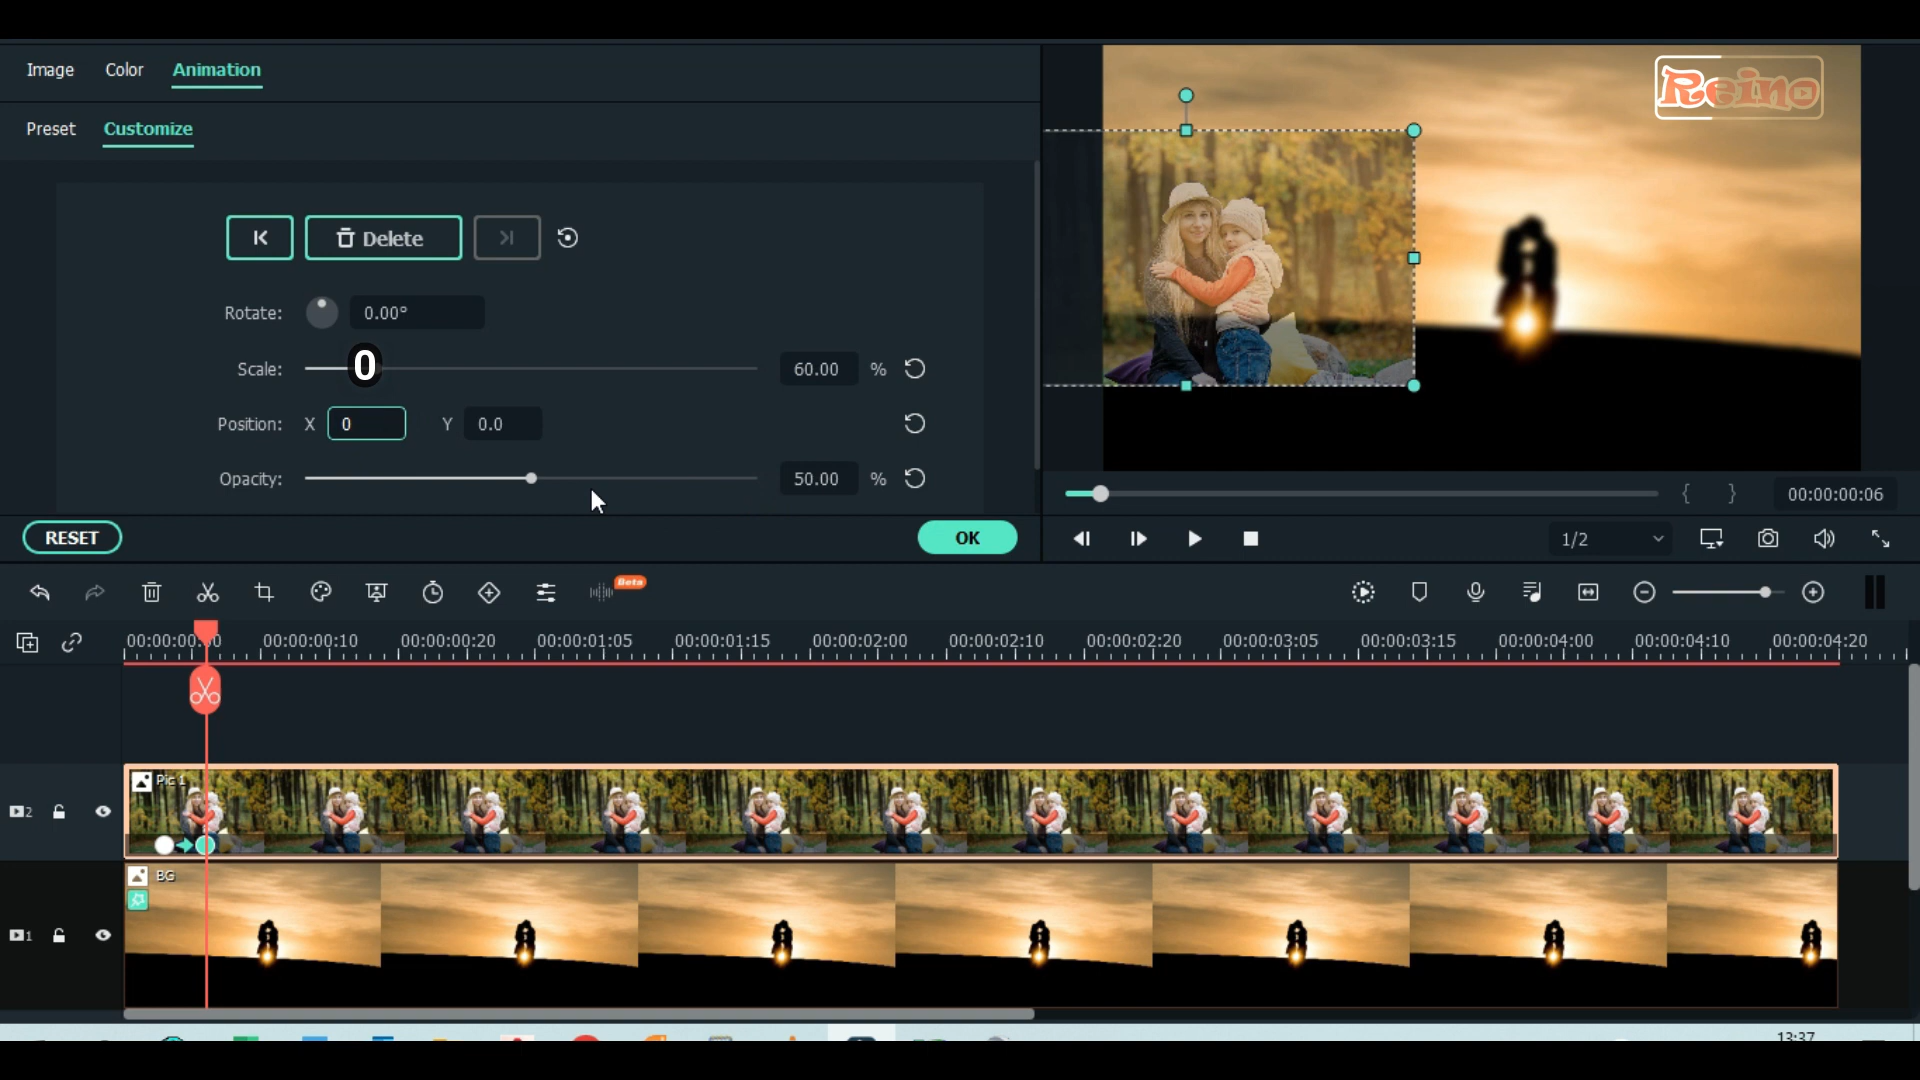 Image Color Animation
Reino
Preset Customize
Delete
Rotate: 0.00°
Scale: 0 60.00 %
Position: X 0 Y 0.0
Opacity: 50.00 %
{ } 00:00:00:06
RESET OK
1/2
Beta
00:00:00:00 00:00:00:10 00:00:00:20 00:00:01:05 00:00:01:15 00:00:02:00 00:00:02:10 00:00:02:20 00:00:03:05 00:00:03:15 00:00:04:00 00:00:04:10 00:00:04:20
Pic 1
2
BG
1
13:37